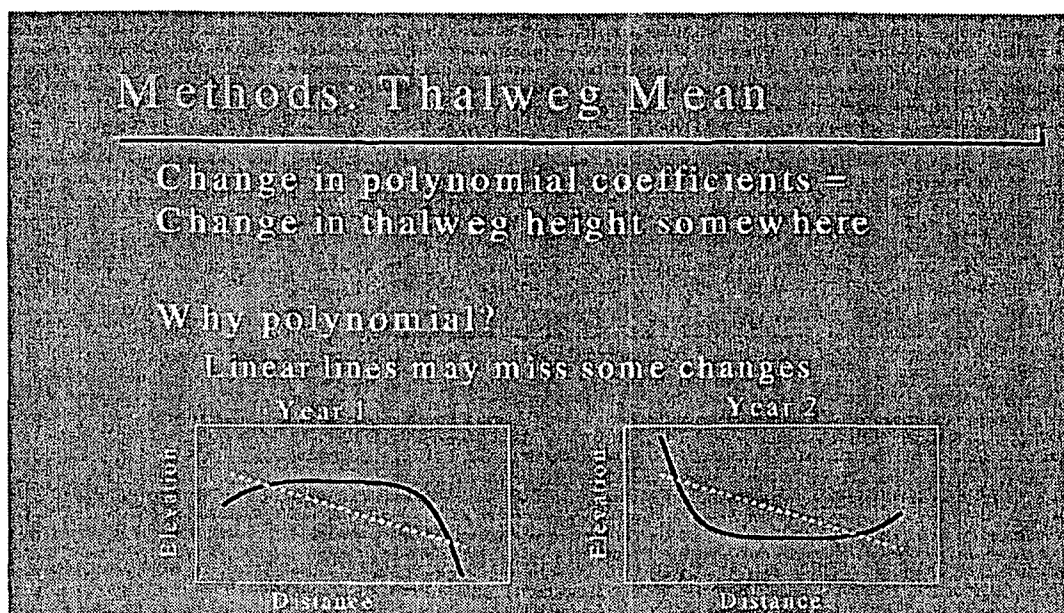 Methods: Thalweg Mean
Change in polynomial coefficients =
Change in thalweg height somewhere
Why polynomial?
Linear lines may miss some changes
Year 1
Year 2
Elevation
Elevation
Distance
Distance